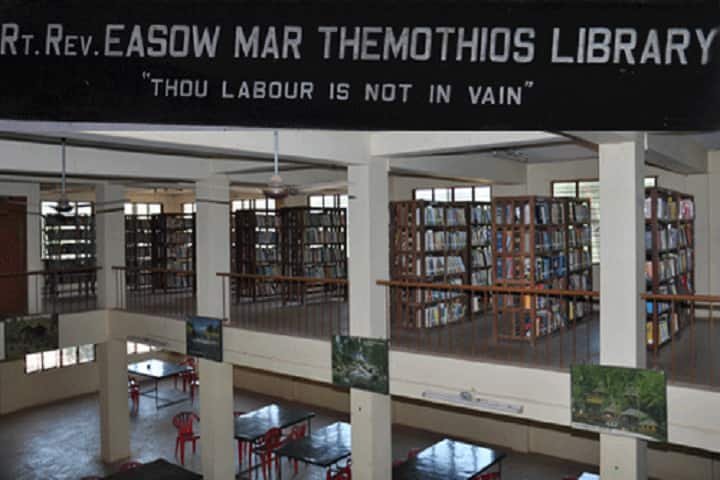 RT. REV. EASOW MAR THEMOTHIOS LIBRARY
"THOU LABOUR IS NOT IN VAIN"